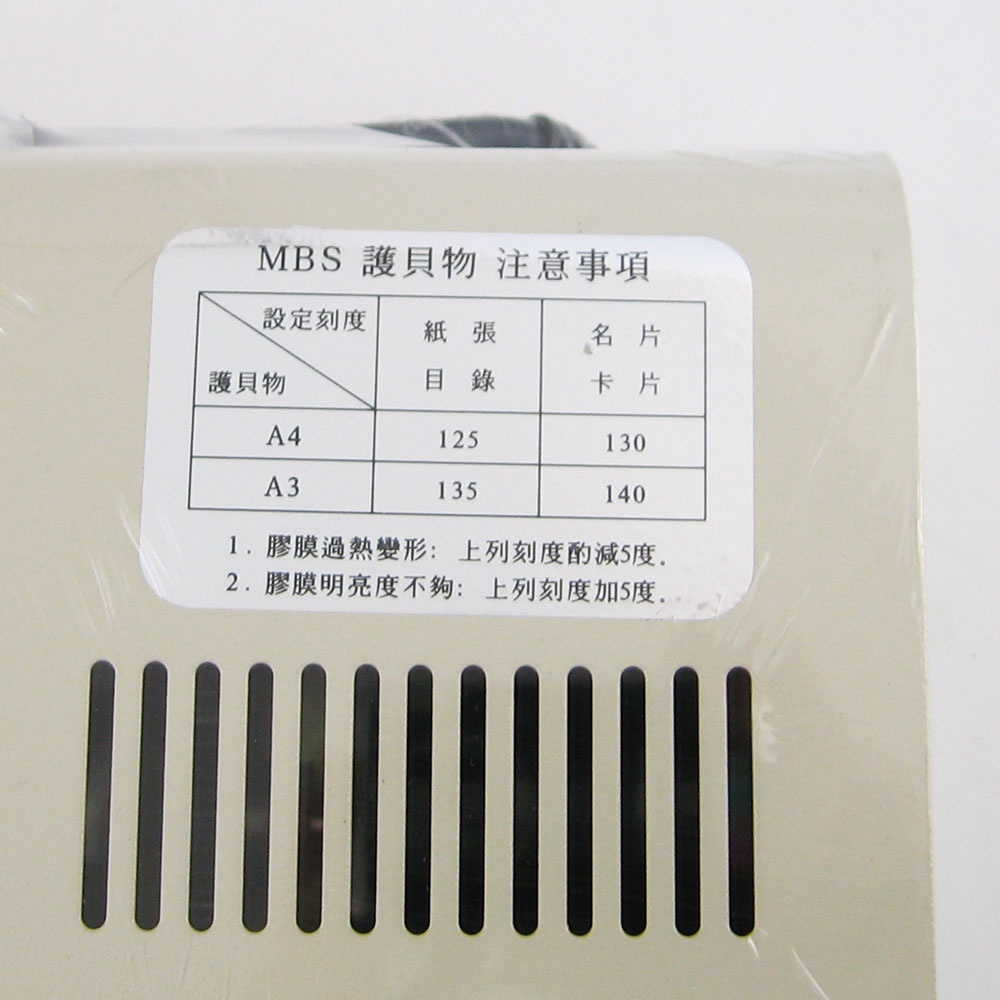 MBS 護貝物 注意事項
設定刻度 紙 張 名 片
護貝物 目 錄 卡 片
A4 125 130
A3 135 140
1. 膠膜過熱變形: 上列刻度酌減5度.
2. 膠膜明亮度不夠: 上列刻度加5度.